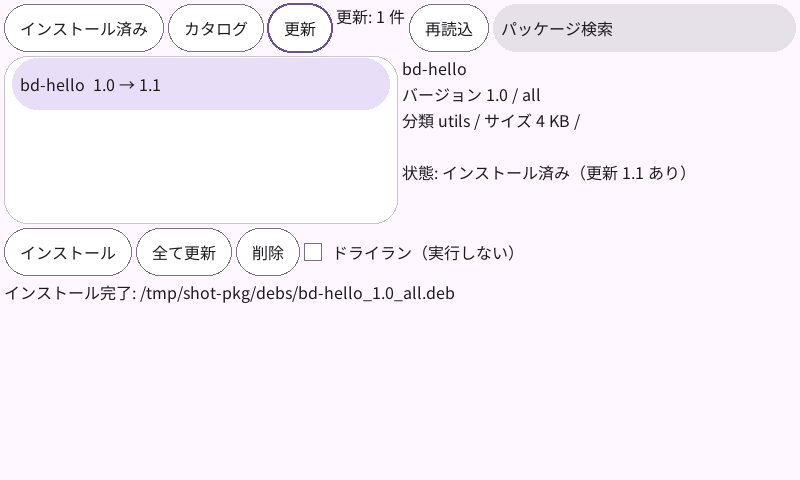 インストール済み カタログ 更新 更新: 1 件 再読込 パッケージ検索
bd-hello 1.0 → 1.1
bd-hello
バージョン 1.0 / all
分類 utils / サイズ 4 KB /
状態: インストール済み（更新 1.1 あり）
インストール 全て更新 削除 ドライラン（実行しない）
インストール完了: /tmp/shot-pkg/debs/bd-hello_1.0_all.deb